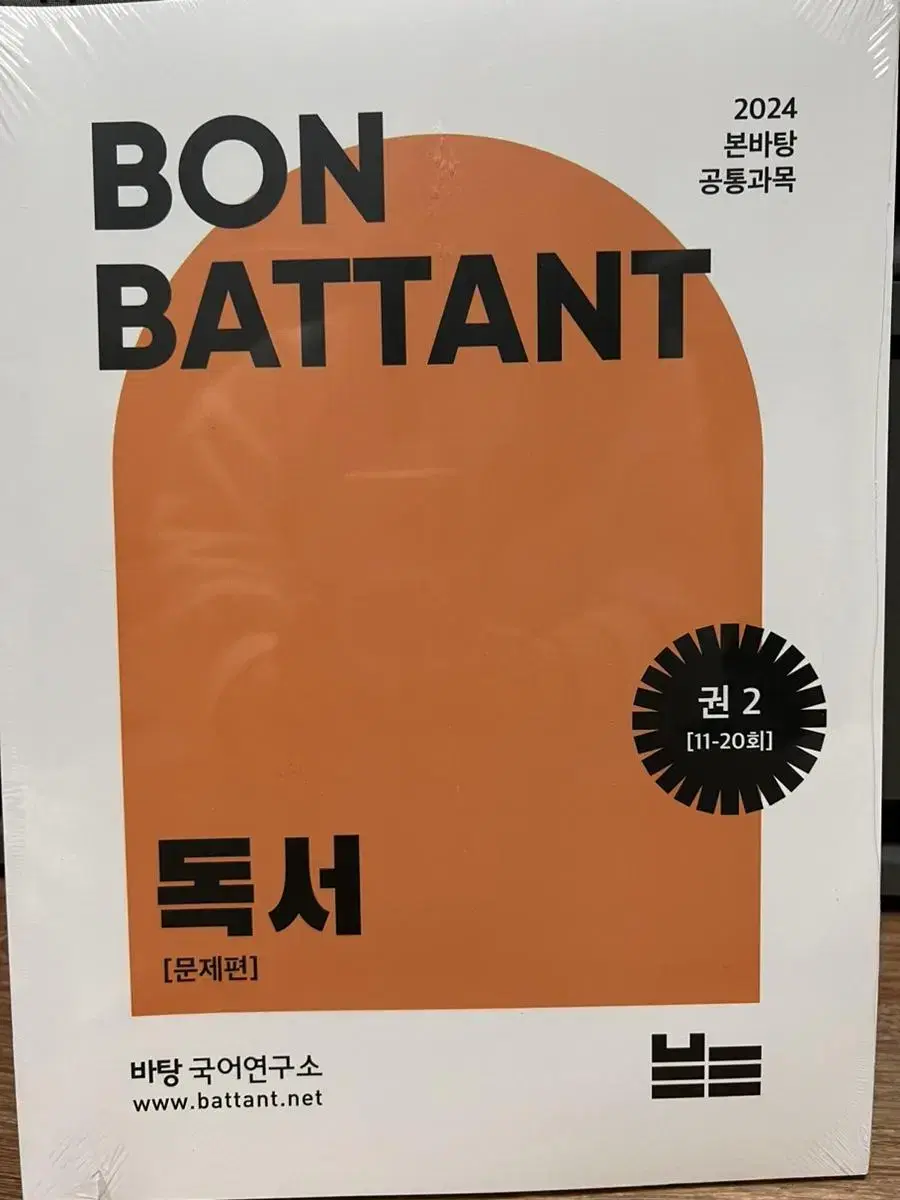 BON
BATTANT
2024
본바탕
공통과목
권 2
[11-20회]
독서
[문제편]
바탕 국어연구소
www.battant.net